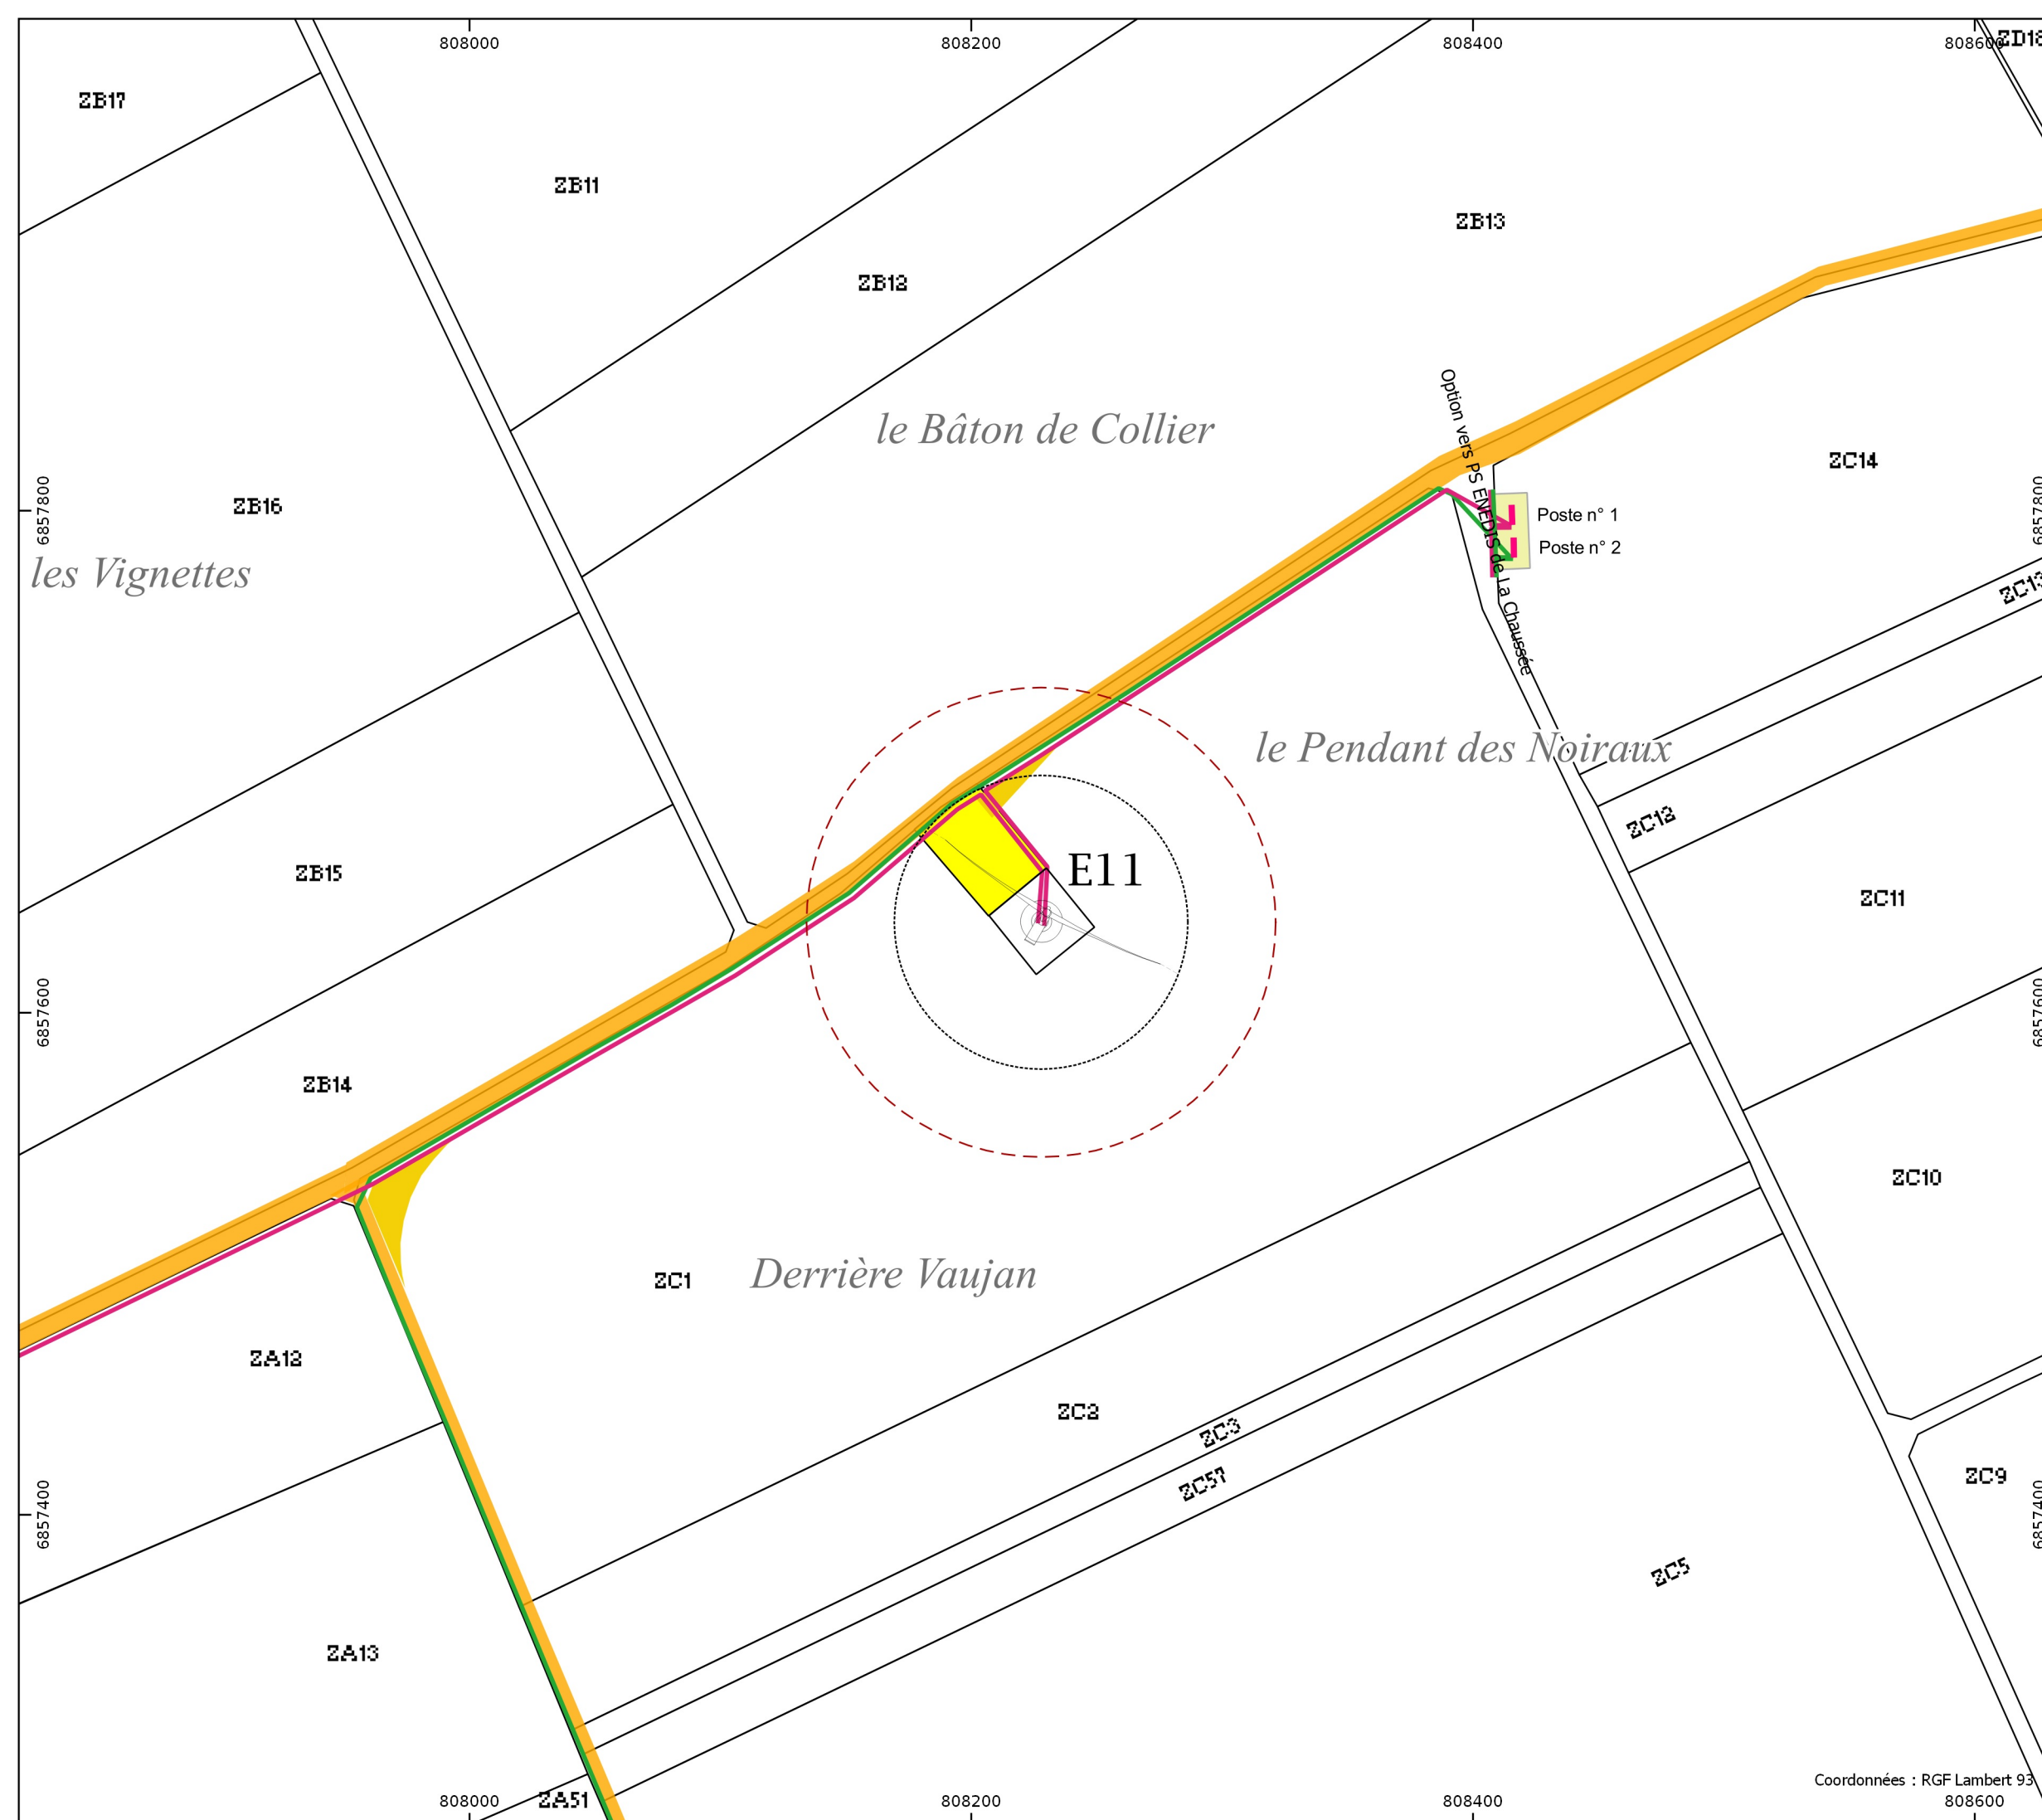 808000
808200
808400
808600
ZD18
ZB17
ZB11
ZB13
ZB12
le Bâton de Collier
Option vers PS ENEDIS de La Chaussée
ZC14
6857800
6857800
ZB16
Poste n° 1
Poste n° 2
les Vignettes
ZC13
le Pendant des Noiraux
ZC12
E11
ZB15
ZC11
6857600
6857600
ZB14
ZC10
ZC1
Derrière Vaujan
ZA12
ZC2
ZC3
ZC57
ZC9
6857400
6857400
ZC5
ZA13
Coordonnées : RGF Lambert 93
ZA51
808000
808200
808400
808600